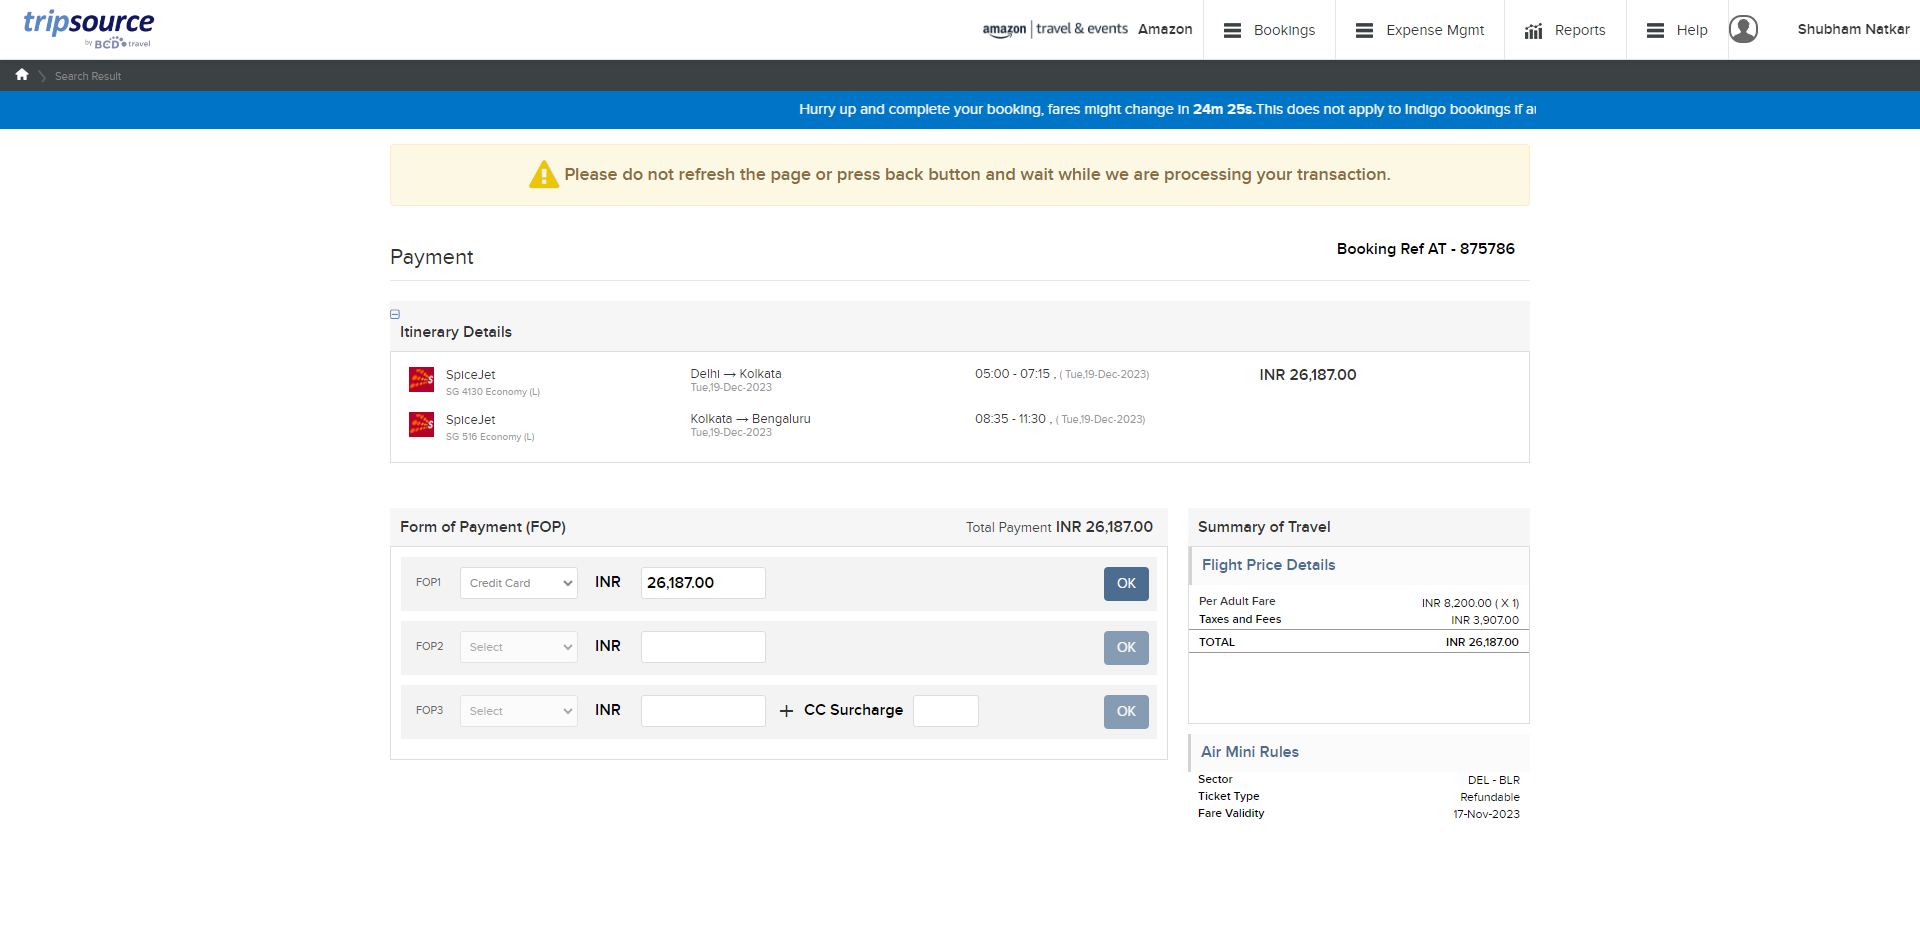 tripsource
by BCD travel
amazon | travel & events Amazon
Bookings
Expense Mgmt
Reports
Help
Shubham Natkar
Search Result
Hurry up and complete your booking, fares might change in 24m 25s.This does not apply to Indigo bookings if
Please do not refresh the page or press back button and wait while we are processing your transaction.
Payment
Booking Ref AT - 875786
Itinerary Details
SpiceJet
SG 4130 Economy (L)
Delhi → Kolkata
Tue,19-Dec-2023
05:00 - 07:15 , ( Tue,19-Dec-2023)
INR 26,187.00
SpiceJet
SG 516 Economy (L)
Kolkata → Bengaluru
Tue,19-Dec-2023
08:35 - 11:30 , ( Tue,19-Dec-2023)
Form of Payment (FOP)
Total Payment INR 26,187.00
FOP1 Credit Card INR 26,187.00 OK
FOP2 Select INR OK
FOP3 Select INR + CC Surcharge OK
Summary of Travel
Flight Price Details
Per Adult Fare INR 8,200.00 ( X 1)
Taxes and Fees INR 3,907.00
TOTAL INR 26,187.00
Air Mini Rules
Sector DEL - BLR
Ticket Type Refundable
Fare Validity 17-Nov-2023